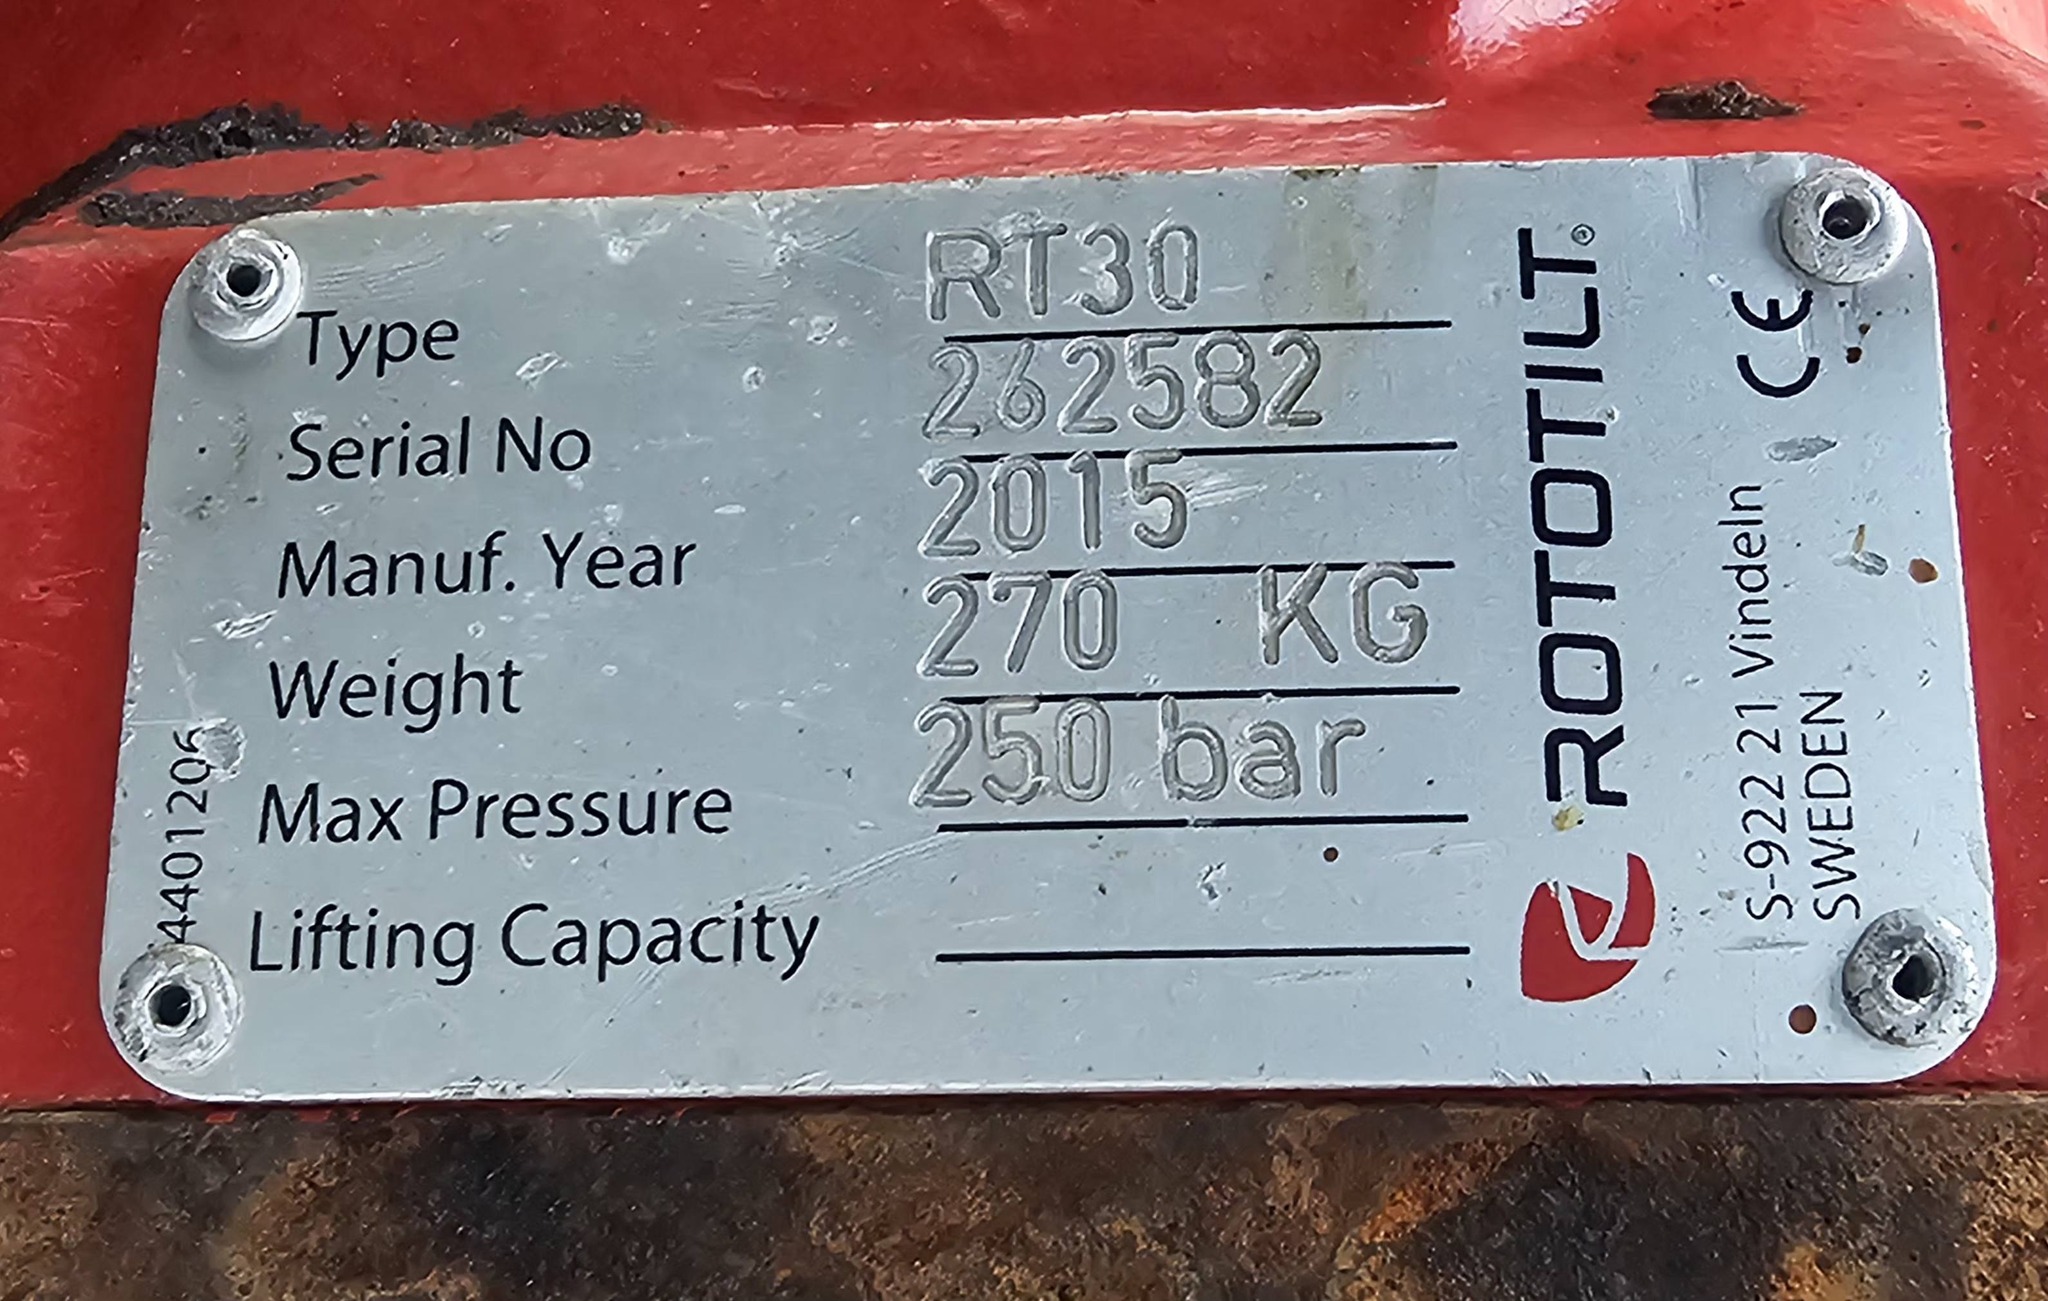 Type RT30
Serial No 262582
Manuf. Year 2015
Weight 270 KG
Max Pressure 250 bar
Lifting Capacity
4401206
ROTOTILT®
CE
S-922 21 Vindeln
SWEDEN